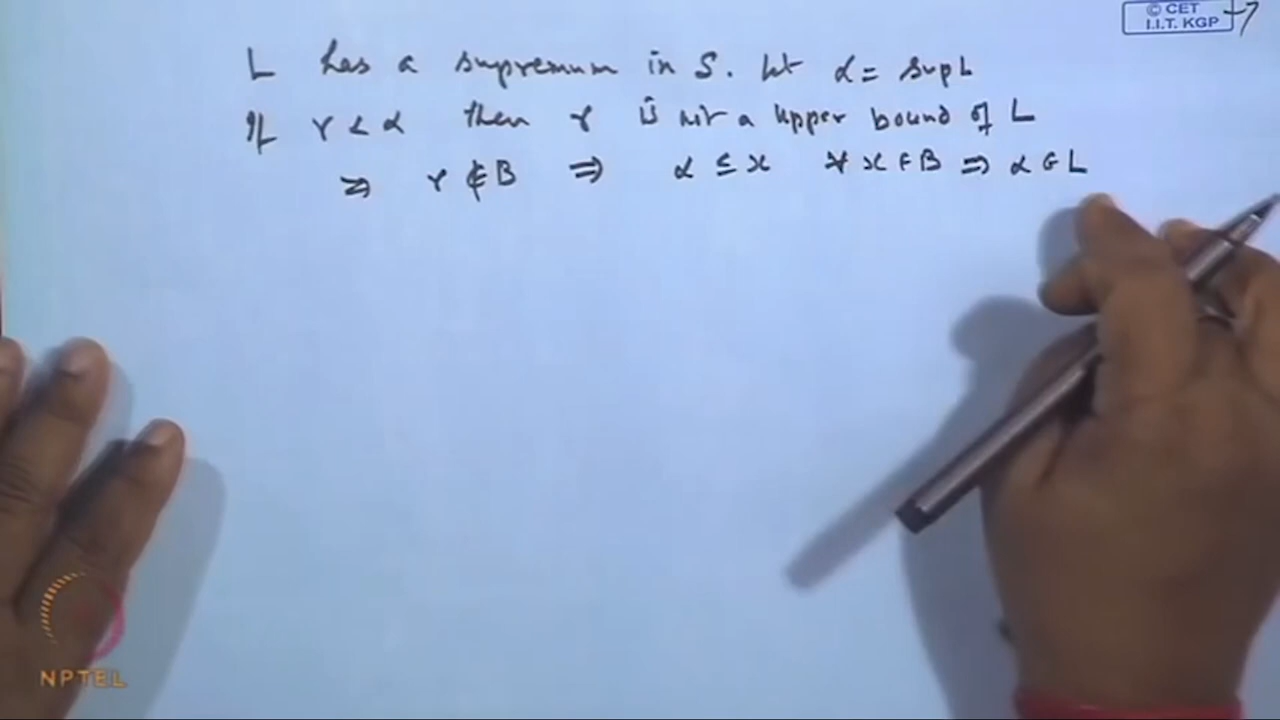 © CET
I.I.T. KGP
L has a supremum in S. Let α = Sup L
If γ < α then γ is not a upper bound of L
⇒ γ ∉ B ⇒ α ≤ x ∀ x ∈ B ⇒ α ∈ L
NPTEL